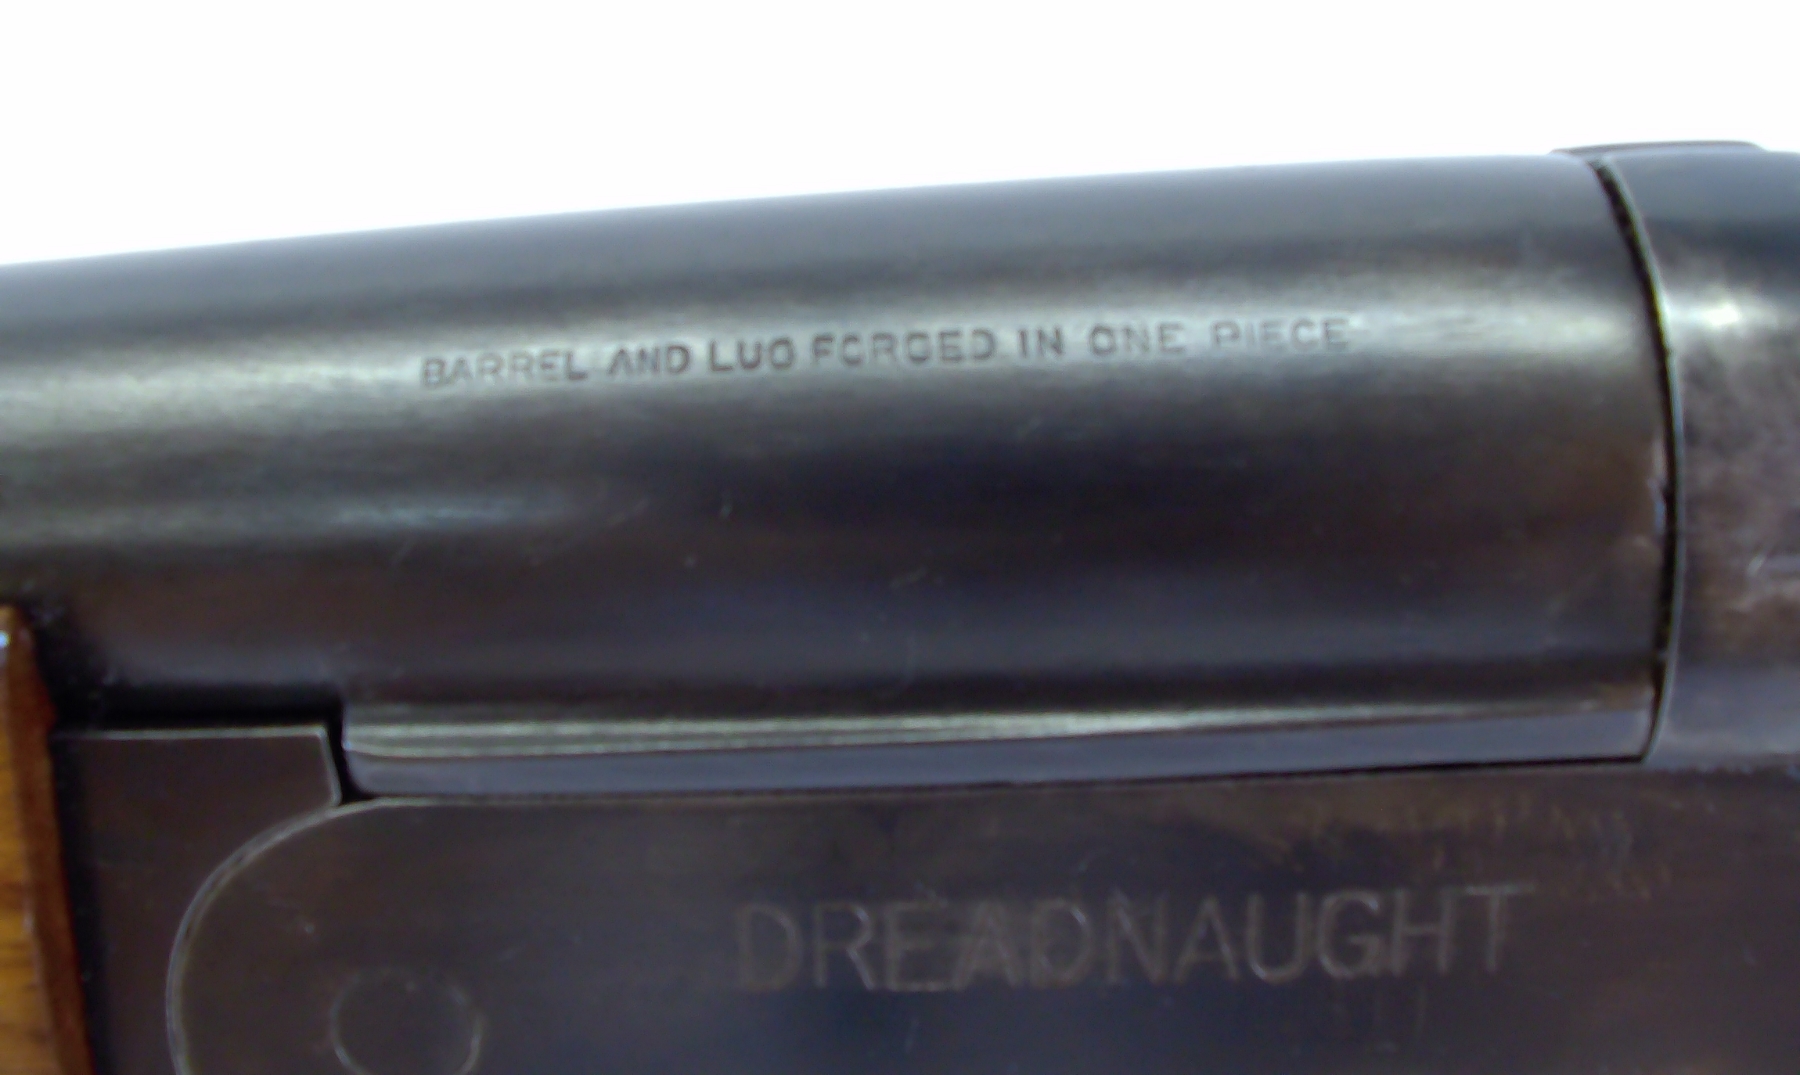 BARREL AND LUG FORGED IN ONE PIECE
DREADNAUGHT